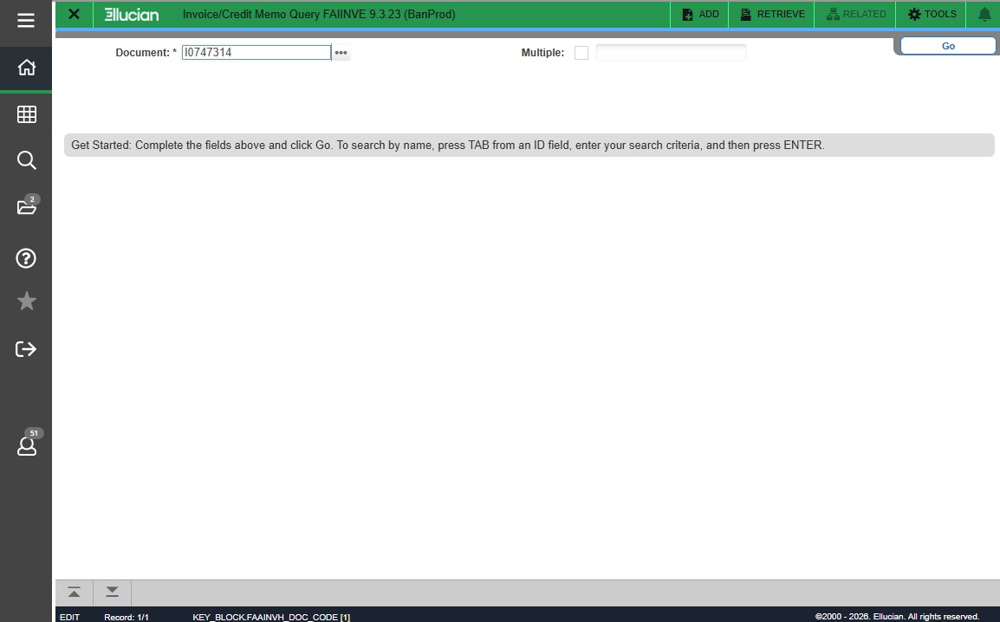 ellucian Invoice/Credit Memo Query FAIINVE 9.3.23 (BanProd) ADD RETRIEVE RELATED TOOLS
Document: * I0747314 ••• Multiple: Go
Get Started: Complete the fields above and click Go. To search by name, press TAB from an ID field, enter your search criteria, and then press ENTER.
2
51
EDIT Record: 1/1 KEY_BLOCK.FAAINVH_DOC_CODE [1] ©2000 - 2026. Ellucian. All rights reserved.